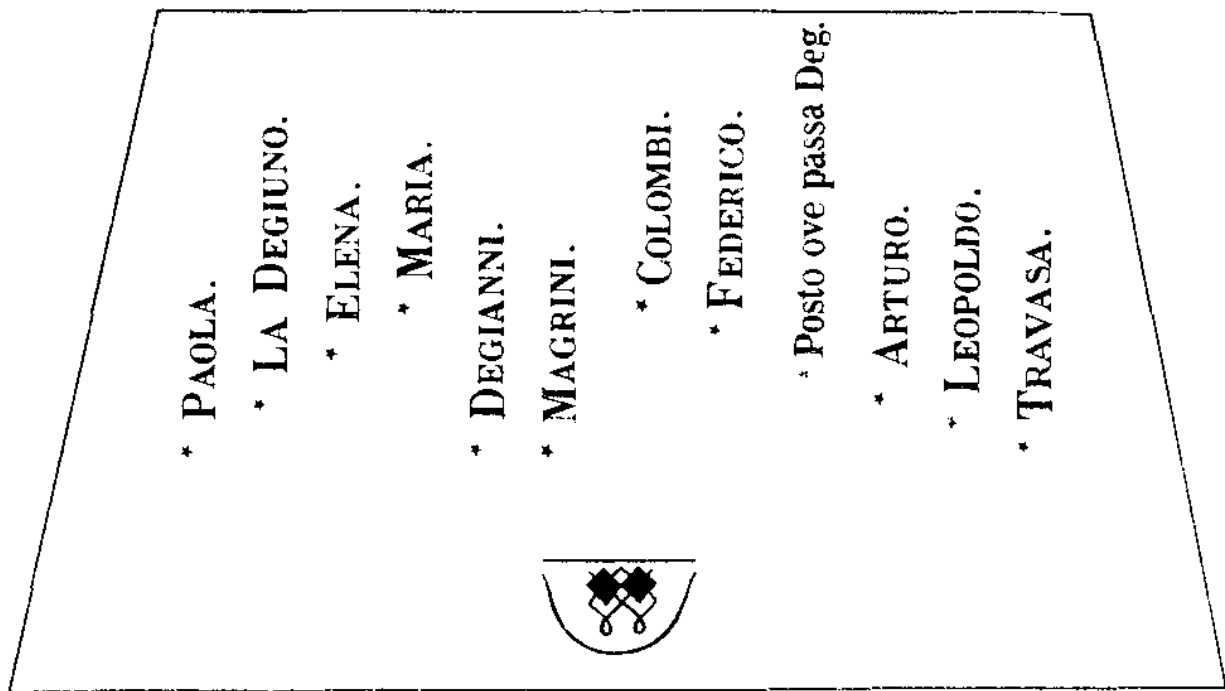 * PAOLA.
* LA DEGIUNO.
* ELENA.
* MARIA.
* DEGIANNI.
* MAGRINI.
* COLOMBI.
* FEDERICO.
* Posto ove passa Deg.
* ARTURO.
* LEOPOLDO.
* TRAVASA.